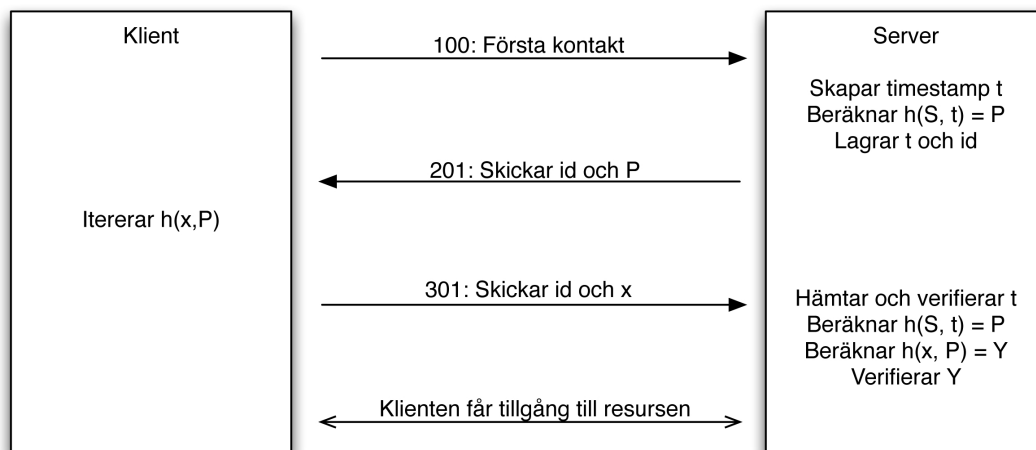 Klient
Server
100: Första kontakt
Skapar timestamp t
Beräknar h(S, t) = P
Lagrar t och id
201: Skickar id och P
Itererar h(x,P)
301: Skickar id och x
Hämtar och verifierar t
Beräknar h(S, t) = P
Beräknar h(x, P) = Y
Verifierar Y
Klienten får tillgång till resursen